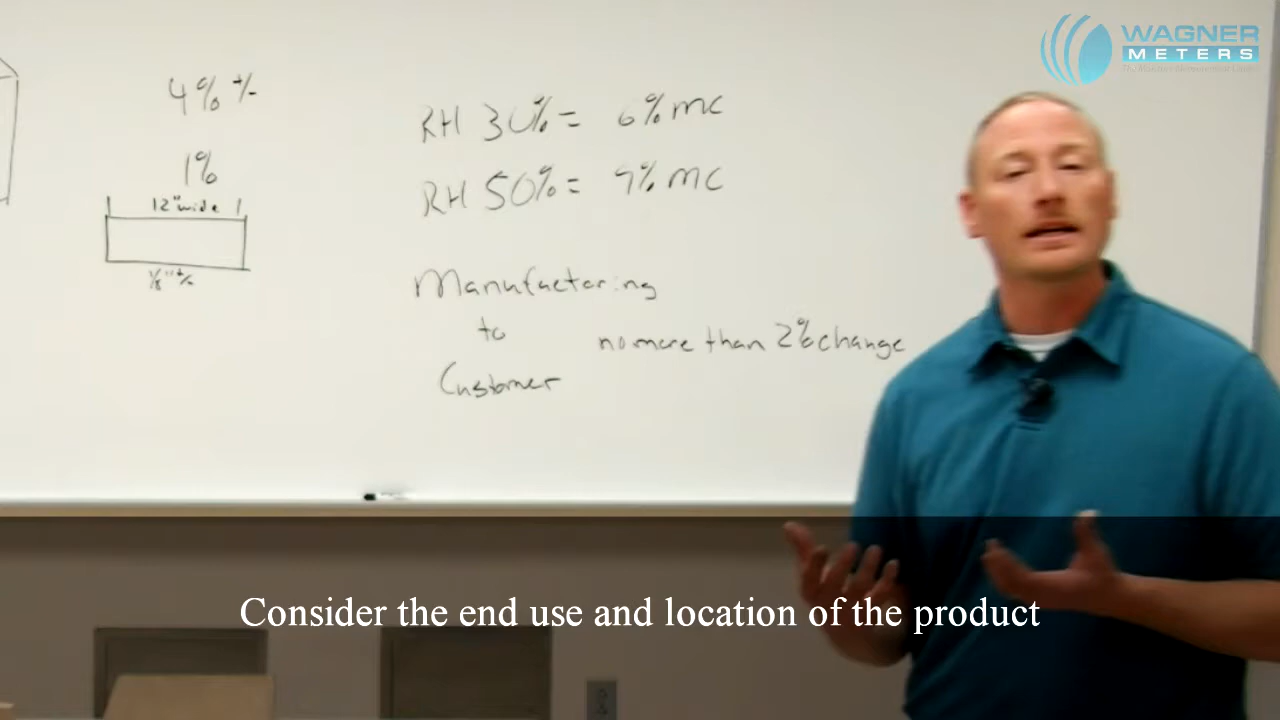 WAGNER
METERS
4% +/-
1%
12" wide
1/8" +/-
RH 30% = 6% mc
RH 50% = 9% mc
Manufactoring
to
Customer
no more than 2% change
Consider the end use and location of the product